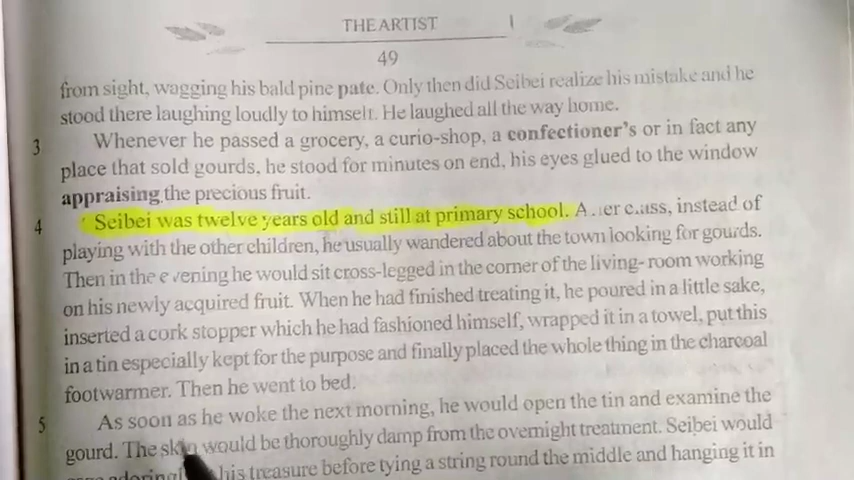 THE ARTIST
49
from sight, wagging his bald pine pate. Only then did Seibei realize his mistake and he
stood there laughing loudly to himself. He laughed all the way home.
3 Whenever he passed a grocery, a curio-shop, a confectioner's or in fact any
place that sold gourds, he stood for minutes on end, his eyes glued to the window
appraising the precious fruit.
4 Seibei was twelve years old and still at primary school. After class, instead of
playing with the other children, he usually wandered about the town looking for gourds.
Then in the evening he would sit cross-legged in the corner of the living-room working
on his newly acquired fruit. When he had finished treating it, he poured in a little sake,
inserted a cork stopper which he had fashioned himself, wrapped it in a towel, put this
in a tin especially kept for the purpose and finally placed the whole thing in the charcoal
footwarmer. Then he went to bed.
5 As soon as he woke the next morning, he would open the tin and examine the
gourd. The skin would be thoroughly damp from the overnight treatment. Seibei would
his treasure before tying a string round the middle and hanging it in